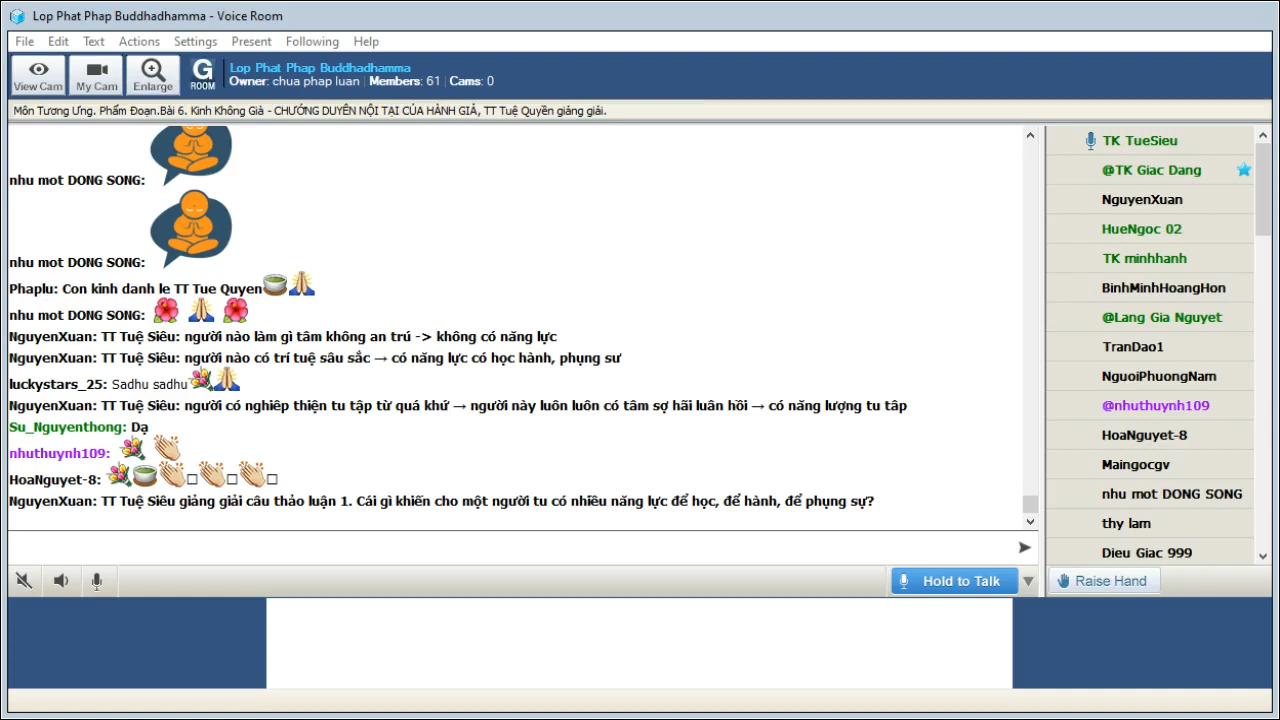 Lop Phat Phap Buddhadhamma - Voice Room
File Edit Text Actions Settings Present Following Help
View Cam My Cam Enlarge G ROOM
Lop Phat Phap Buddhadhamma
Owner: chua phap luan Members: 61 Cams: 0
Môn Tương Ưng. Phẩm Đoạn.Bài 6. Kinh Không Già - CHƯỚNG DUYÊN NỘI TẠI CỦA HÀNH GIẢ, TT Tuệ Quyền giảng giải.
nhu mot DONG SONG:
nhu mot DONG SONG:
Phaplu: Con kinh danh le TT Tue Quyen
nhu mot DONG SONG:
NguyenXuan: TT Tuệ Siêu: người nào làm gì tâm không an trú -> không có năng lực
NguyenXuan: TT Tuệ Siêu: người nào có trí tuệ sâu sắc → có năng lực có học hành, phụng sư
luckystars_25: Sadhu sadhu
NguyenXuan: TT Tuệ Siêu: người có nghiêp thiện tu tập từ quá khứ → người này luôn luôn có tâm sợ hãi luân hồi → có năng lượng tu tâp
Su_Nguyenthong: Dạ
nhuthuynh109:
HoaNguyet-8:
NguyenXuan: TT Tuệ Siêu giảng giải câu thảo luận 1. Cái gì khiến cho một người tu có nhiều năng lực để học, để hành, để phụng sự?
Hold to Talk
TK TueSieu
@TK Giac Dang
NguyenXuan
HueNgoc 02
TK minhhanh
BinhMinhHoangHon
@Lang Gia Nguyet
TranDao1
NguoiPhuongNam
@nhuthuynh109
HoaNguyet-8
Maingocgv
nhu mot DONG SONG
thy lam
Dieu Giac 999
Raise Hand